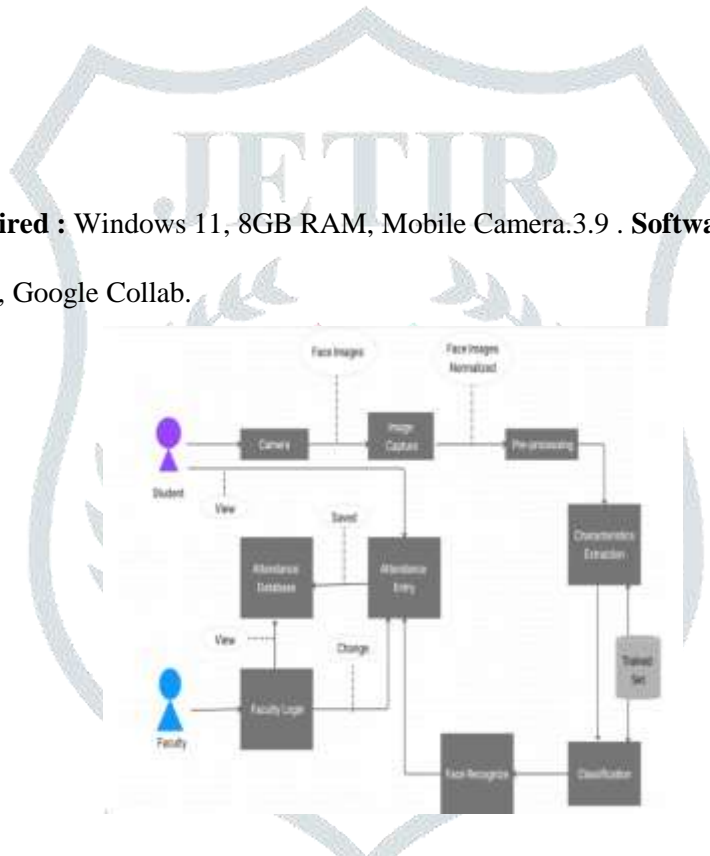 JETIR
ired : Windows 11, 8GB RAM, Mobile Camera.3.9 . Softwa
, Google Collab.
Face Images
Face Images
Normalized
Camera
Image
Capture
Pre-processing
Student
View
Saved
Characteristics
Extraction
Attendance
Database
Attendance
Entry
View
Change
Trained
Set
Faculty Login
Faculty
Face Recognize
Classification